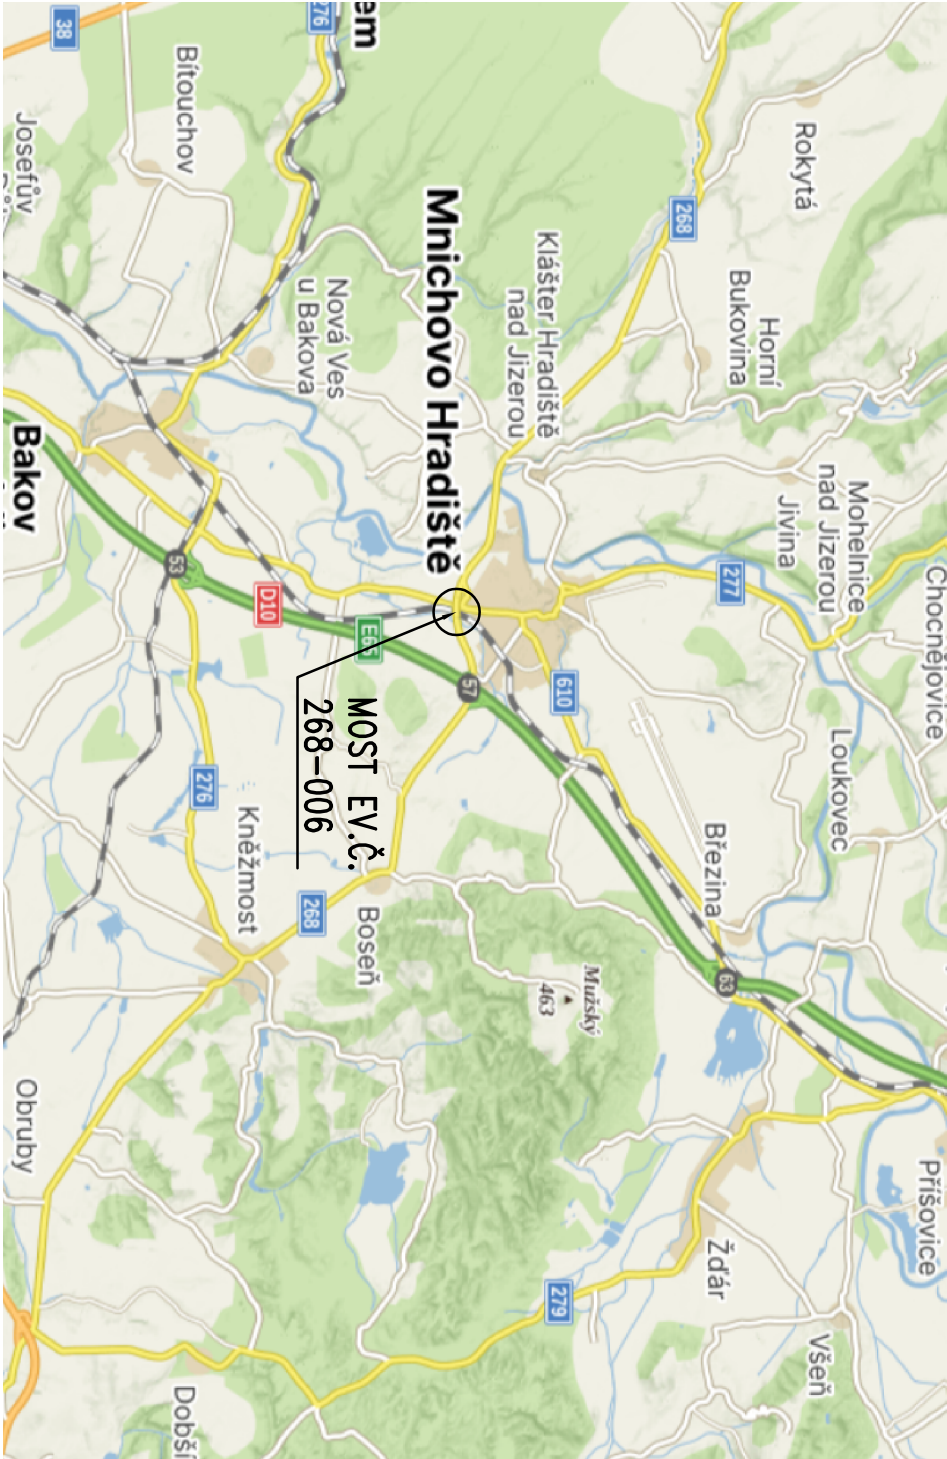 Rokytá
268
Horní
Bukovina
Mohelnice
nad Jizerou
Jivina
Chocnějovice
277
Loukovec
Březina
63
Příšovice
Žďár
Všeň
Klášter Hradiště
nad Jizerou
Mnichovo Hradiště
610
57
Mužský
463
279
276
Bítouchov
38
Josefův
Nová Ves
u Bakova
53
D10
E65
MOST EV.Č.
268-006
Bakov
276
Kněžmost
268
Boseň
Obruby
Dobší